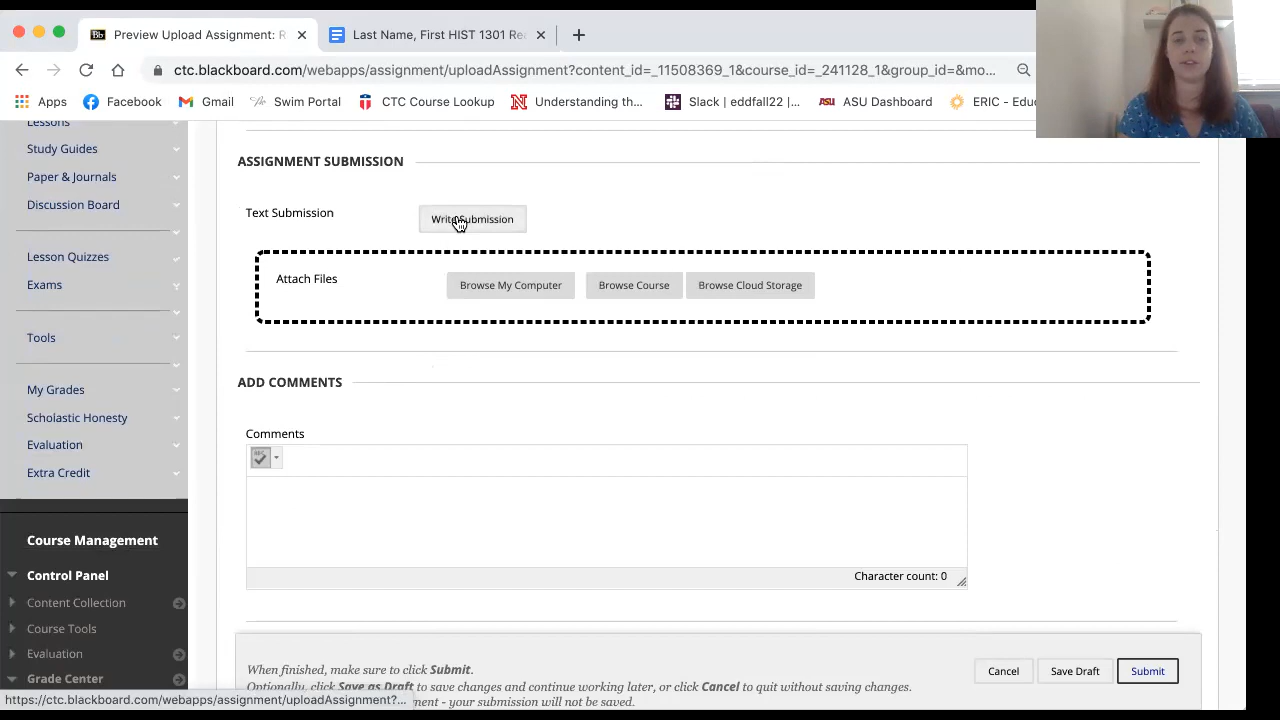 Preview Upload Assignment: R
Last Name, First HIST 1301 Re
ctc.blackboard.com/webapps/assignment/uploadAssignment?content_id=_11508369_1&course_id=_241128_1&group_id=&mo...
Apps
Facebook
Gmail
Swim Portal
CTC Course Lookup
Understanding th...
Slack | eddfall22 |...
ASU Dashboard
ERIC - Edu
Lessons
Study Guides
Paper & Journals
Discussion Board
Lesson Quizzes
Exams
Tools
My Grades
Scholastic Honesty
Evaluation
Extra Credit
Course Management
Control Panel
Content Collection
Course Tools
Evaluation
Grade Center
ASSIGNMENT SUBMISSION
Text Submission
Write Submission
Attach Files
Browse My Computer
Browse Course
Browse Cloud Storage
ADD COMMENTS
Comments
ABC
Character count: 0
When finished, make sure to click Submit.
Optionally, click Save as Draft to save changes and continue working later, or click Cancel to quit without saving changes.
ment - your submission will not be saved.
Cancel
Save Draft
Submit
https://ctc.blackboard.com/webapps/assignment/uploadAssignment?...